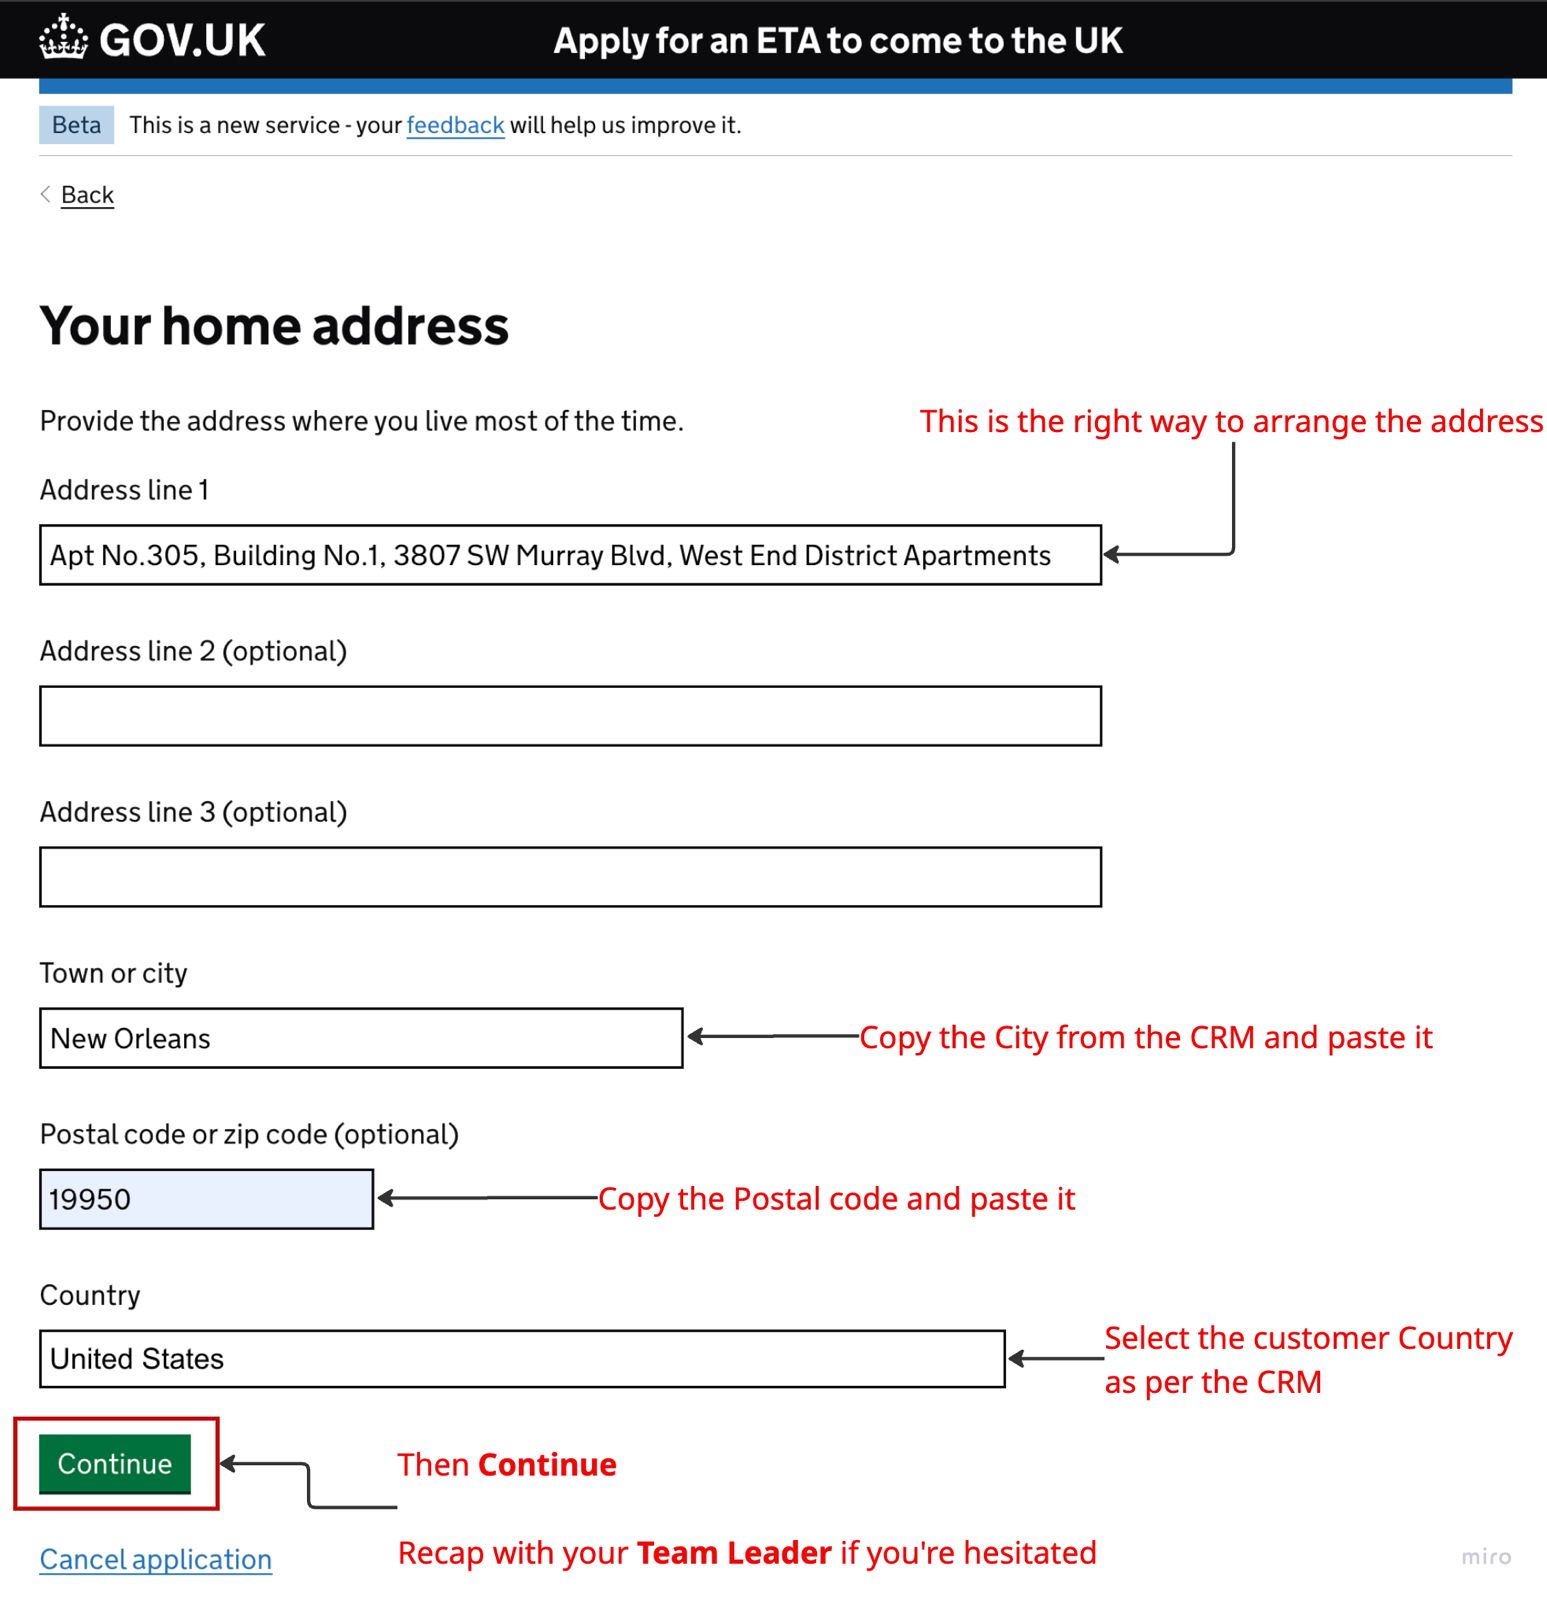 GOV.UK
Apply for an ETA to come to the UK
Beta
This is a new service - your feedback will help us improve it.
Back
Your home address
Provide the address where you live most of the time.
This is the right way to arrange the address
Address line 1
Apt No.305, Building No.1, 3807 SW Murray Blvd, West End District Apartments
Address line 2 (optional)
Address line 3 (optional)
Town or city
New Orleans
Copy the City from the CRM and paste it
Postal code or zip code (optional)
19950
Copy the Postal code and paste it
Country
United States
Select the customer Country
as per the CRM
Continue
Then Continue
Cancel application
Recap with your Team Leader if you're hesitated
miro